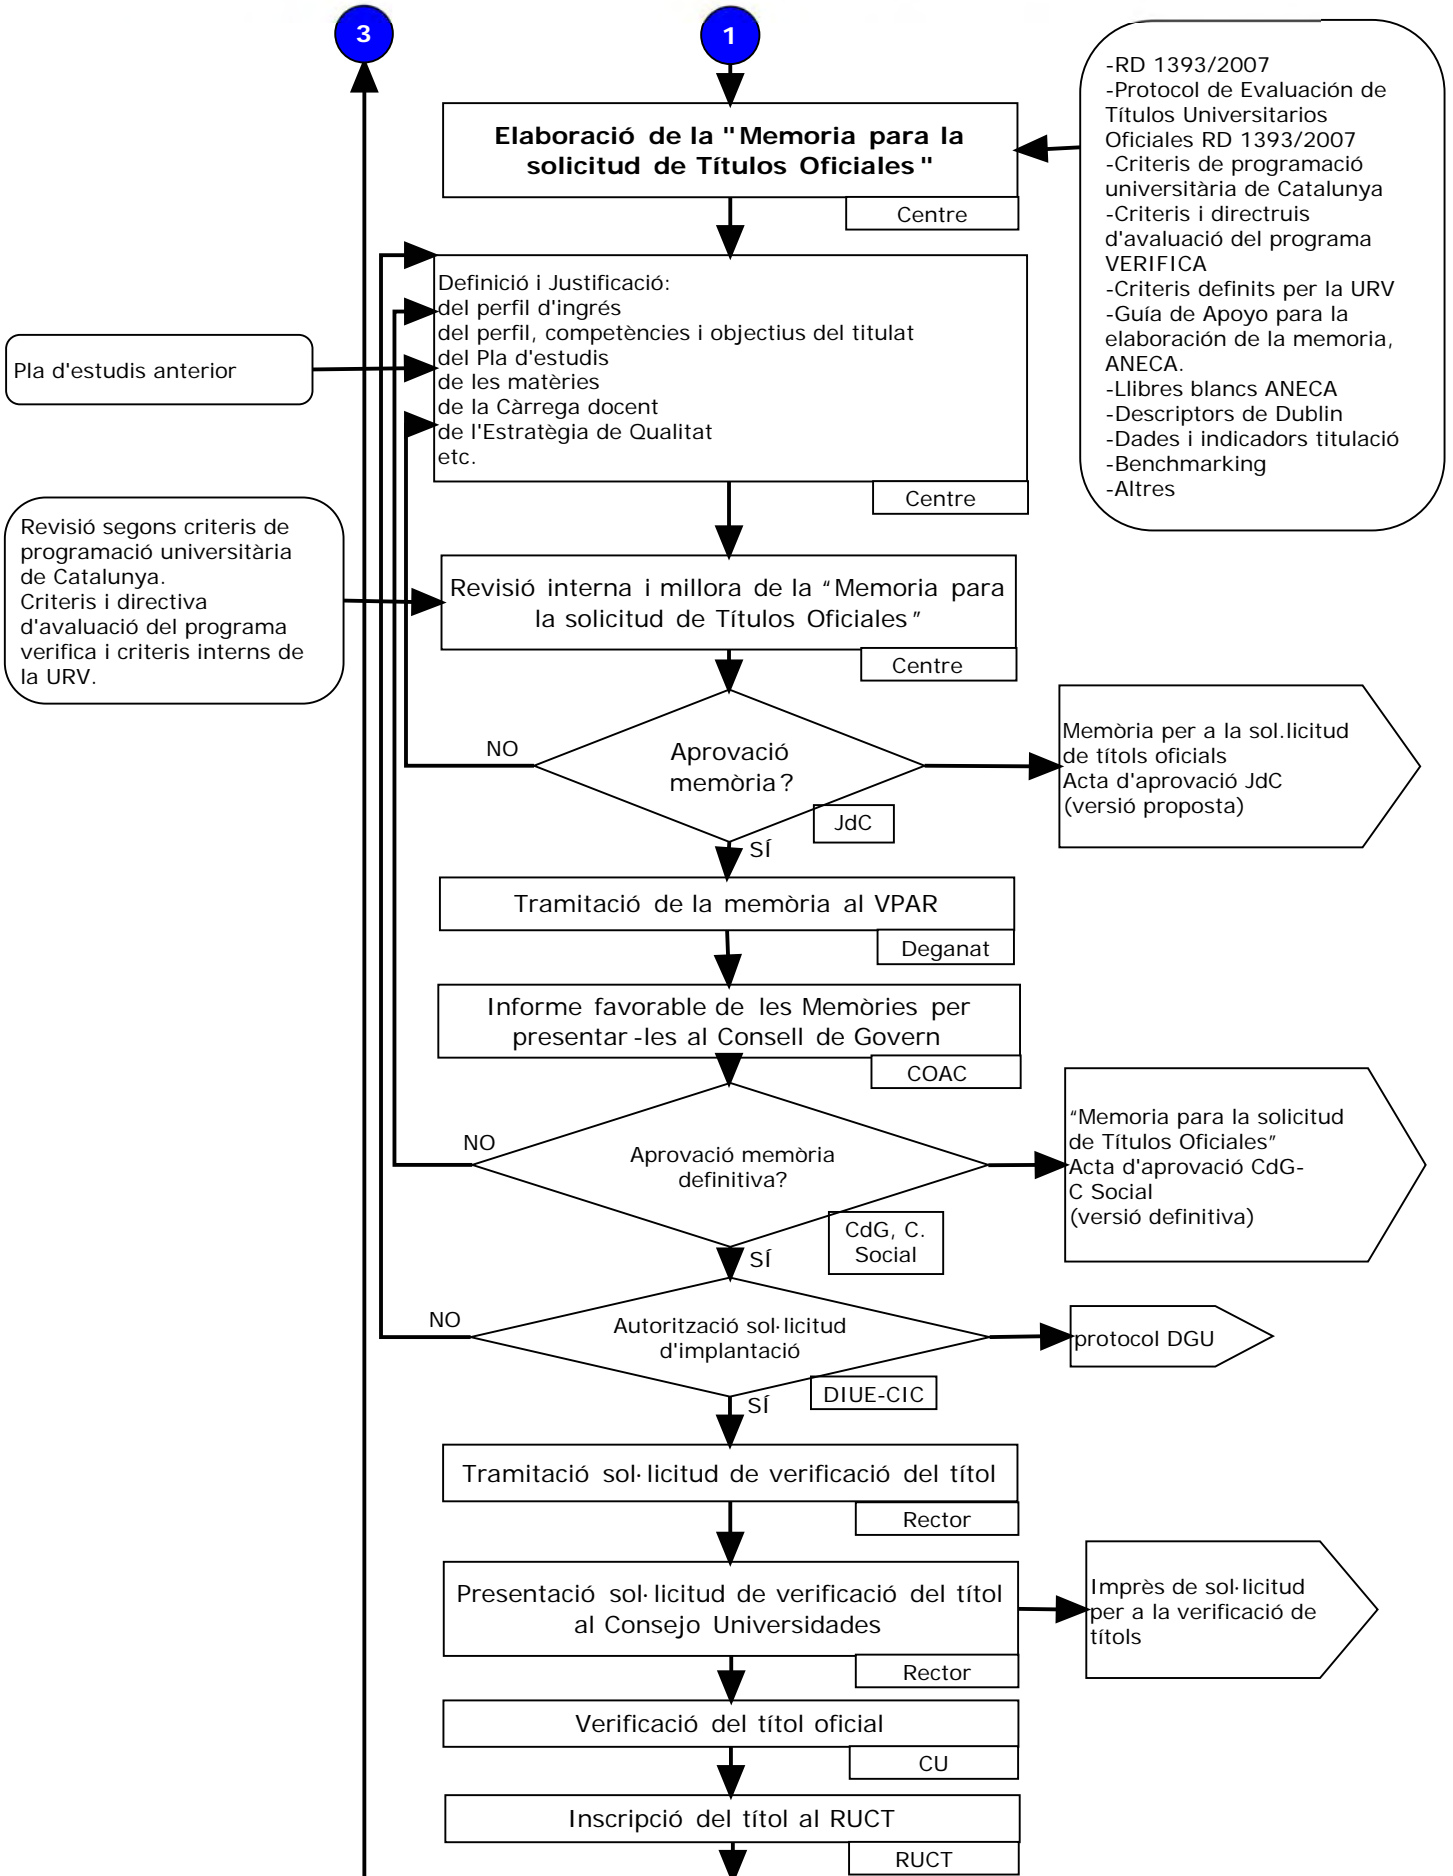 3
1
-RD 1393/2007
-Protocol de Evaluación de
Títulos Universitarios
Oficiales RD 1393/2007
-Criteris de programació
universitària de Catalunya
-Criteris i directruis
d'avaluació del programa
VERIFICA
-Criteris definits per la URV
-Guía de Apoyo para la
elaboración de la memoria,
ANECA.
-Llibres blancs ANECA
-Descriptors de Dublin
-Dades i indicadors titulació
-Benchmarking
-Altres
Elaboració de la "Memoria para la
solicitud de Títulos Oficiales"
Centre
Definició i Justificació:
del perfil d'ingrés
del perfil, competències i objectius del titulat
del Pla d'estudis
de les matèries
de la Càrrega docent
de l'Estratègia de Qualitat
etc.
Centre
Pla d'estudis anterior
Revisió segons criteris de
programació universitària
de Catalunya.
Criteris i directiva
d'avaluació del programa
verifica i criteris interns de
la URV.
Revisió interna i millora de la “Memoria para
la solicitud de Títulos Oficiales”
Centre
NO
Aprovació
memòria?
JdC
SÍ
Memòria per a la sol.licitud
de títols oficials
Acta d'aprovació JdC
(versió proposta)
Tramitació de la memòria al VPAR
Deganat
Informe favorable de les Memòries per
presentar-les al Consell de Govern
COAC
NO
Aprovació memòria
definitiva?
CdG, C.
Social
SÍ
“Memoria para la solicitud
de Títulos Oficiales”
Acta d'aprovació CdG-
C Social
(versió definitiva)
NO
Autorització sol·licitud
d'implantació
DIUE-CIC
SÍ
protocol DGU
Tramitació sol·licitud de verificació del títol
Rector
Presentació sol·licitud de verificació del títol
al Consejo Universidades
Rector
Imprès de sol·licitud
per a la verificació de
títols
Verificació del títol oficial
CU
Inscripció del títol al RUCT
RUCT